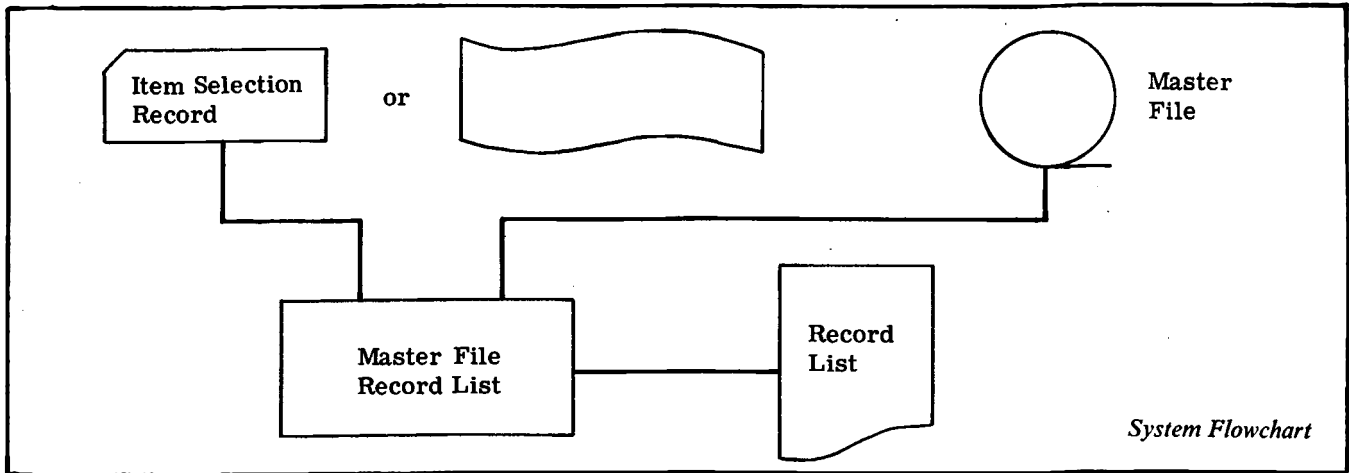 Item Selection
Record
or
Master
File
Master File
Record List
Record
List
System Flowchart